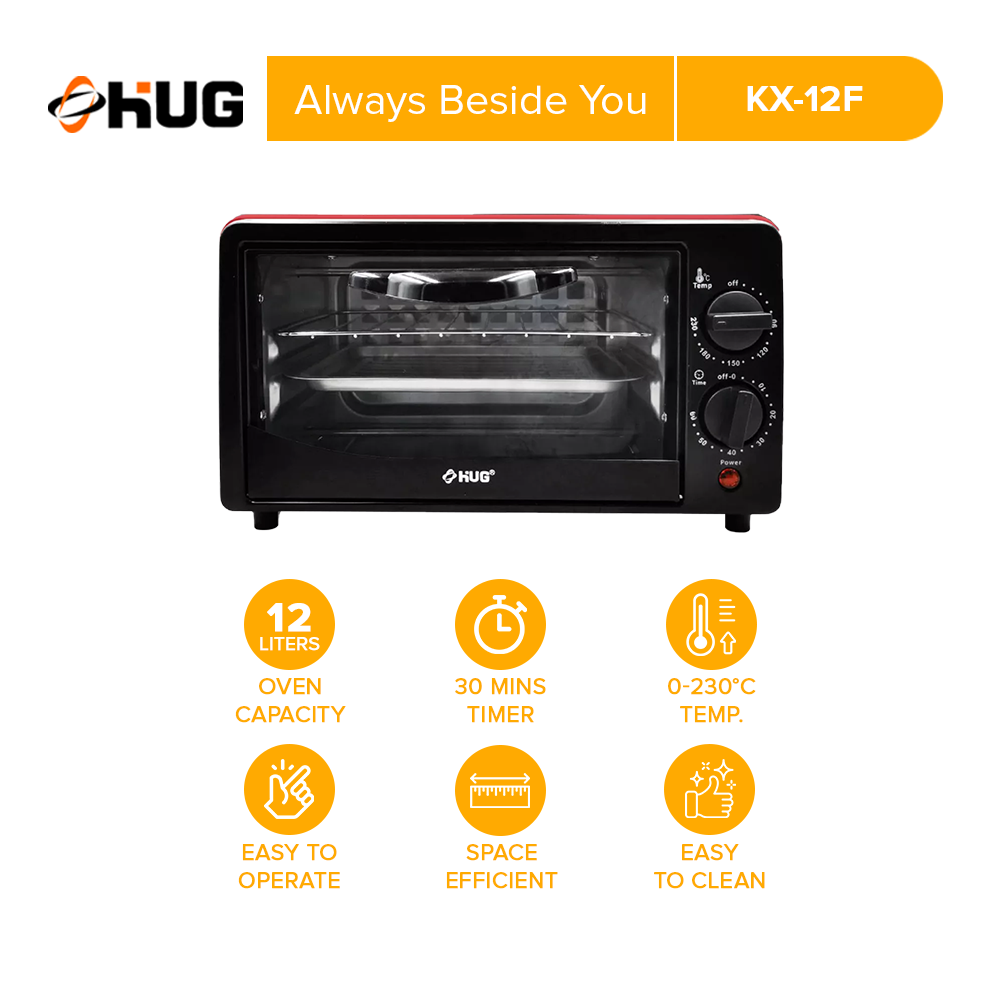 HUG
Always Beside You
KX-12F
°C
Temp
off
90
120
150
180
230
Time
off-0
10
20
30
40
50
60
Power
HUG®
12
LITERS
OVEN
CAPACITY
30 MINS
TIMER
0-230°C
TEMP.
EASY TO
OPERATE
SPACE
EFFICIENT
EASY
TO CLEAN